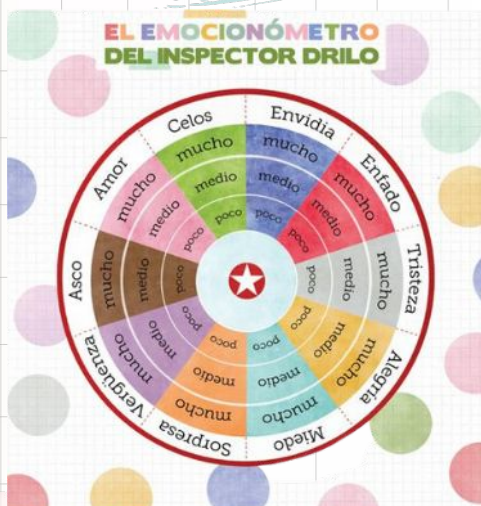 EL EMOCIONÓMETRO
DEL INSPECTOR DRILO
Celos
mucho
medio
poco
Envidia
mucho
medio
poco
Enfado
mucho
medio
poco
Tristeza
mucho
medio
poco
Alegría
mucho
medio
poco
Miedo
mucho
medio
poco
Sorpresa
mucho
medio
poco
Vergüenza
mucho
medio
poco
Asco
mucho
medio
poco
Amor
mucho
medio
poco